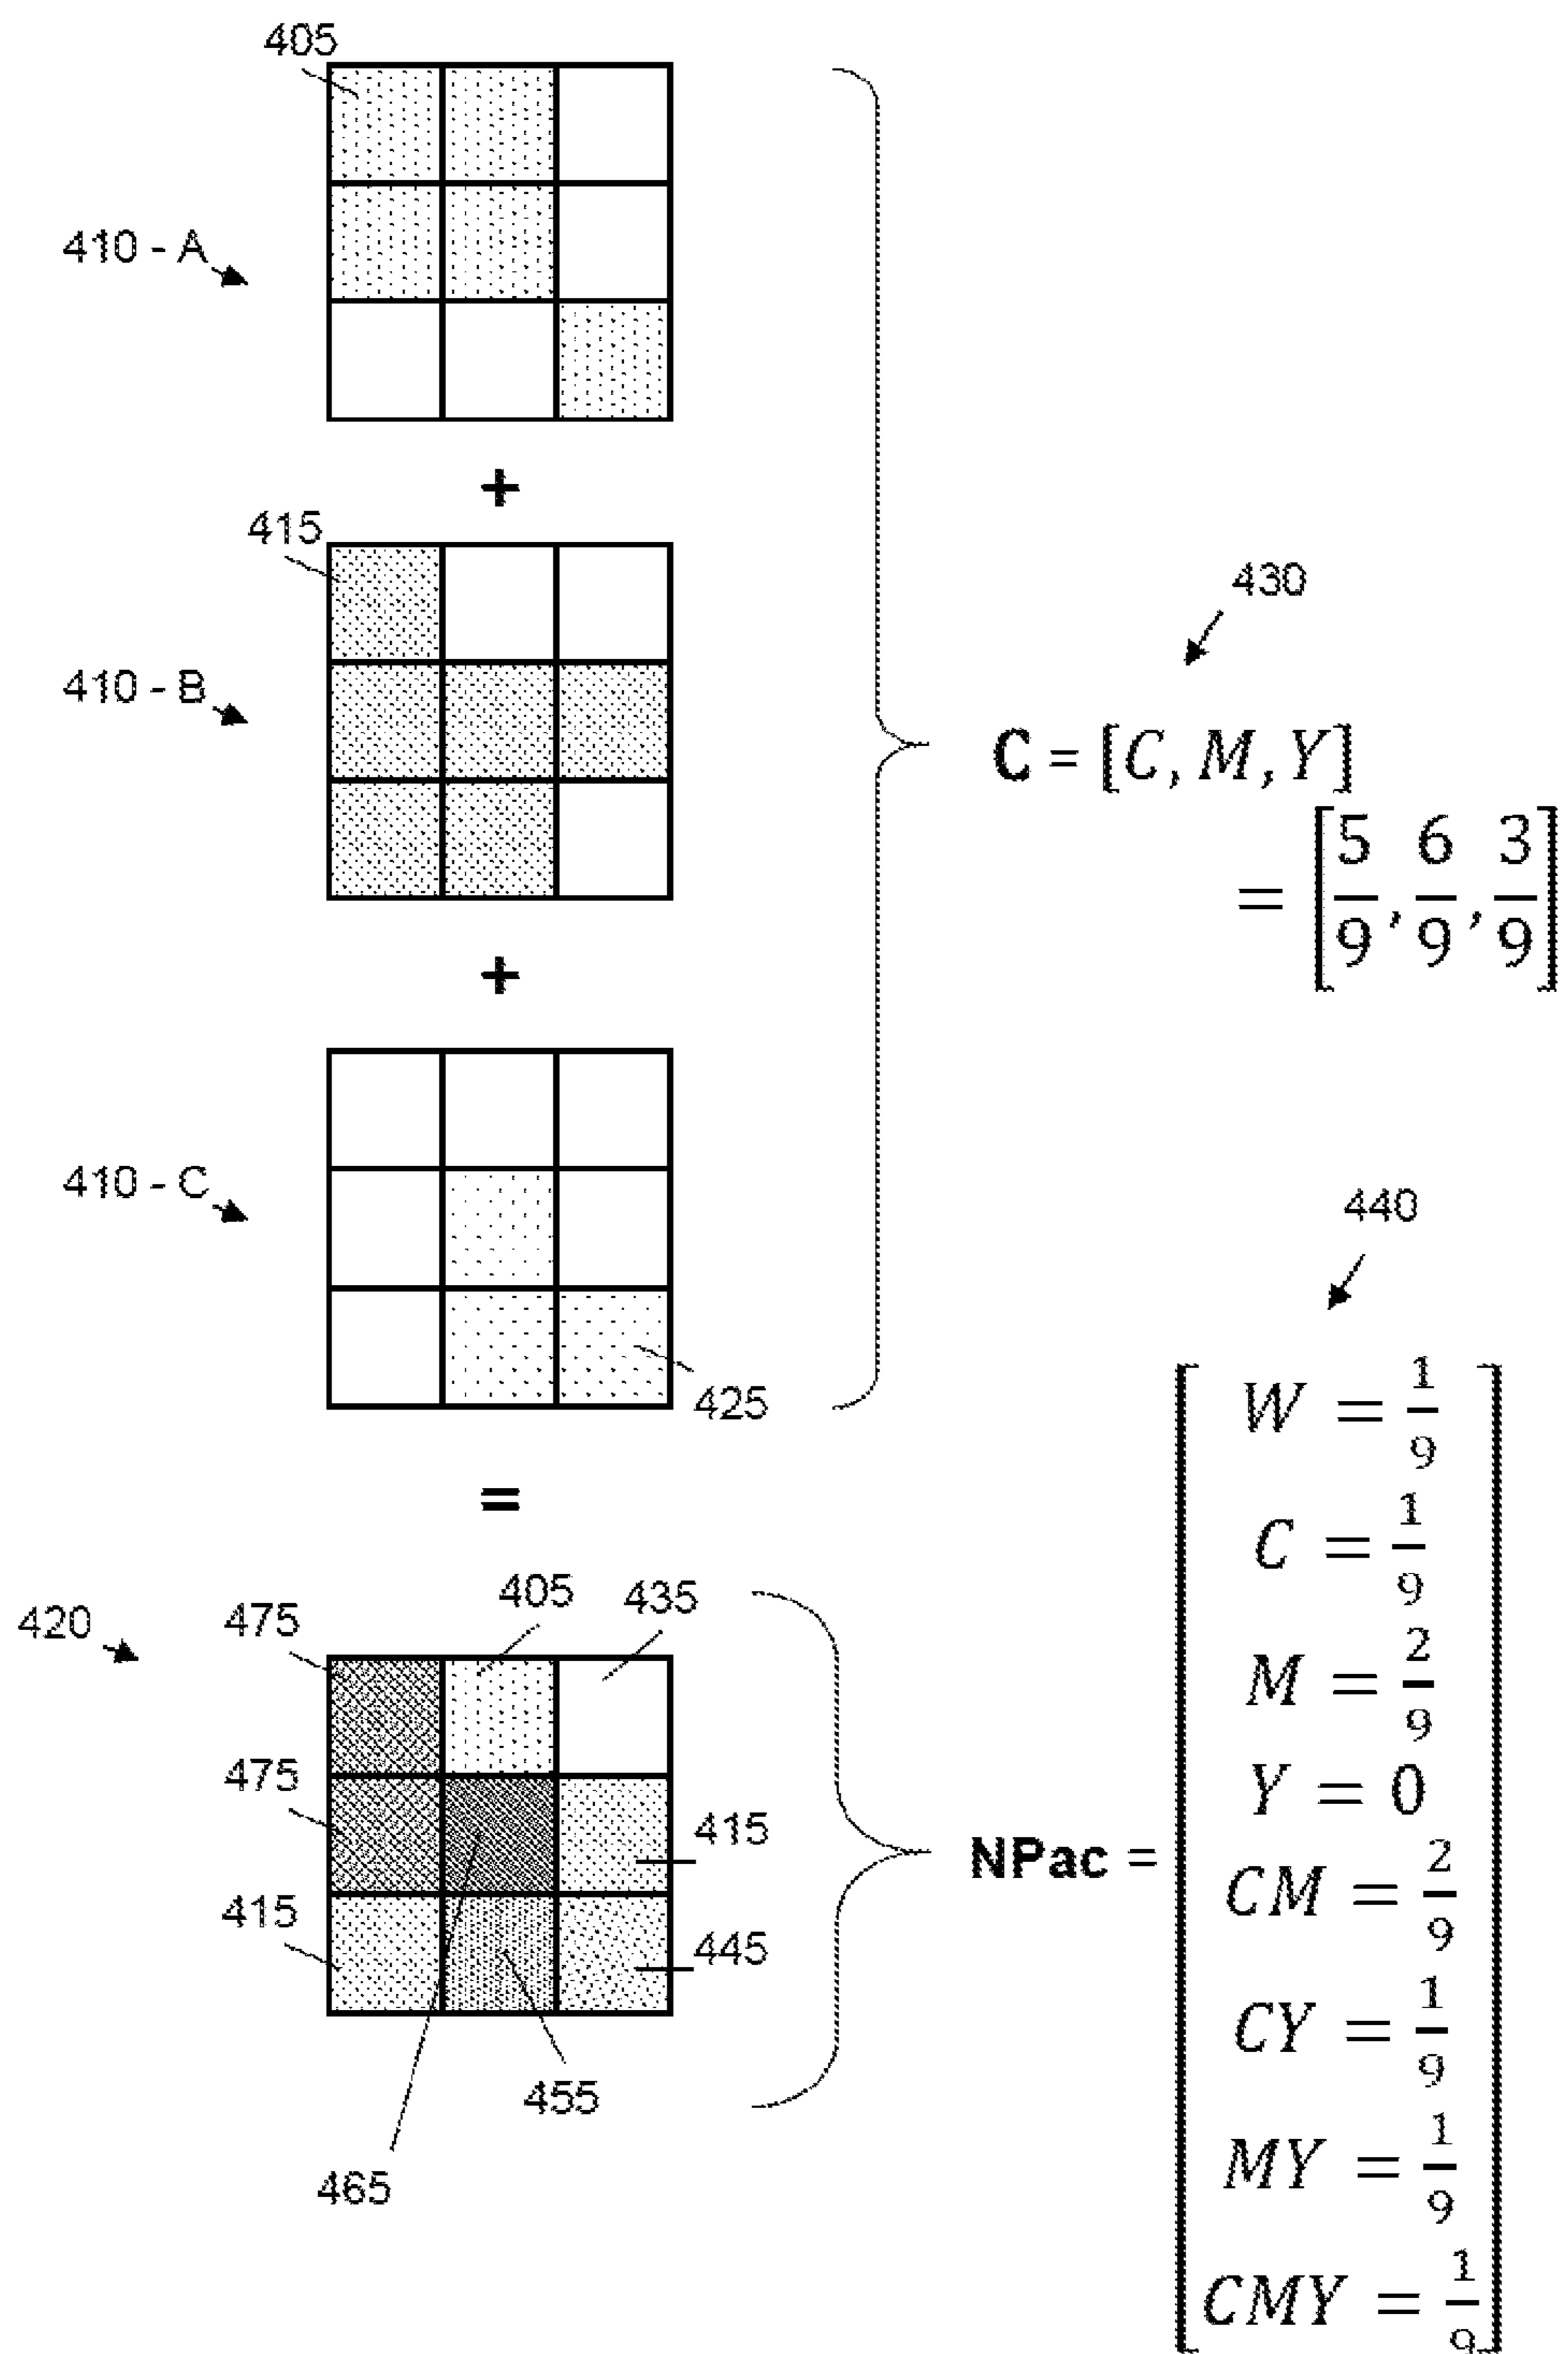 405
410 - A
+
415
410 - B
430
C = [C, M, Y]
= [5/9, 6/9, 3/9]
+
410 - C
425
440
=
420
475
405
435
475
415
415
445
455
465
NPac =
W = 1/9
C = 1/9
M = 2/9
Y = 0
CM = 2/9
CY = 1/9
MY = 1/9
CMY = 1/9